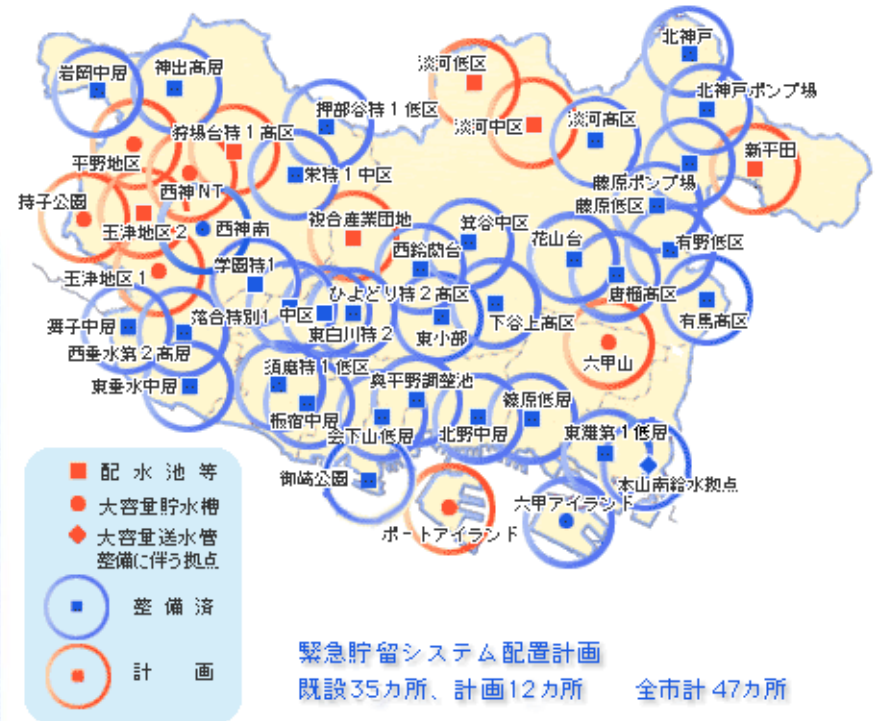 北神戸
淡河低区
岩岡中層
神出高層
北神戸ポンプ場
押部谷特1低区
淡河中区
淡河高区
狩場台特1高区
新平田
平野地区
栄特1中区
藤原ポンプ場
西神NT
持子公園
藤原低区
複合産業団地
箕谷中区
玉津地区2
西神南
花山台
有野低区
西鈴蘭台
学園特1
玉津地区1
ひよどり特2高区
唐櫃高区
落合特別1 中区
下谷上高区
有馬高区
舞子中層
東白川特2
東小部
西垂水第2高層
六甲山
須磨特1低区
奥平野調整池
東垂水中層
篠原低層
板宿中層
会下山低層
北野中層
東灘第1低層
御崎公園
本山南給水拠点
六甲アイランド
ポートアイランド
配水池等
大容量貯水槽
大容量送水管
整備に伴う拠点
整備済
計画
緊急貯留システム配置計画
既設35カ所、計画12カ所 全市計47カ所